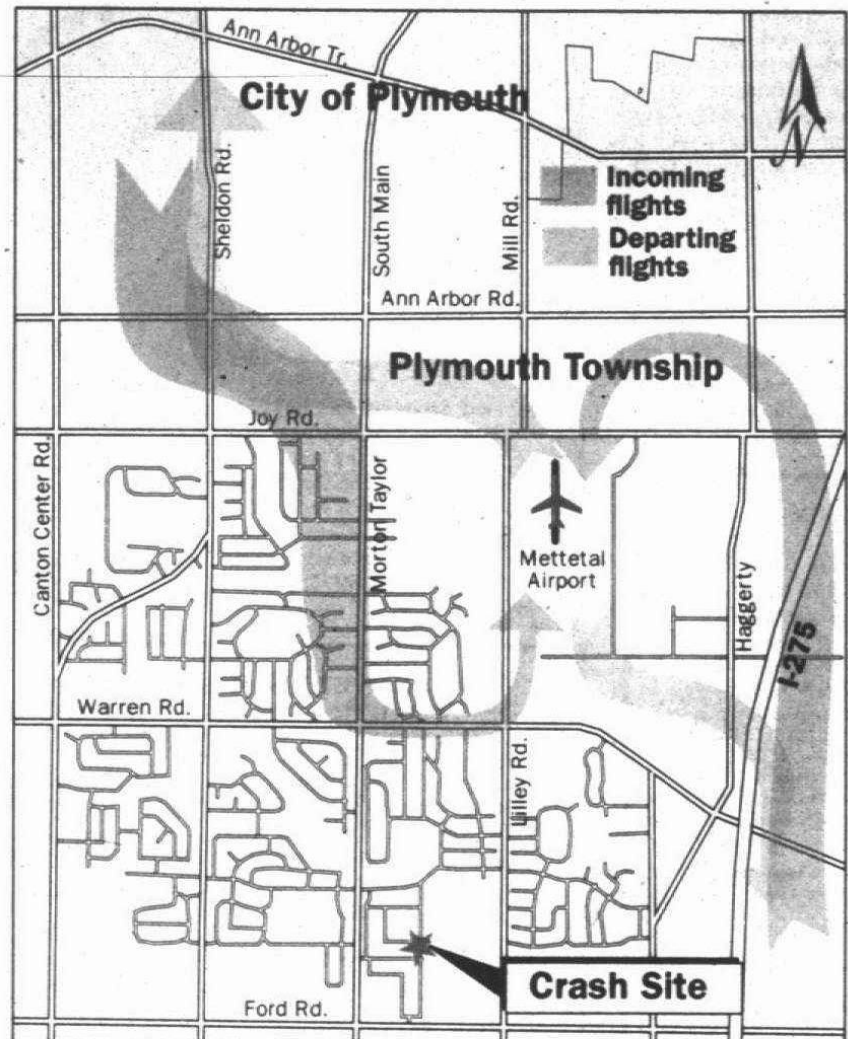 Ann Arbor Tr.
City of Plymouth
N
Sheldon Rd.
South Main
Mill Rd.
Incoming
flights
Departing
flights
Ann Arbor Rd.
Plymouth Township
Joy Rd.
Canton Center Rd.
Morton Taylor
Mettetal
Airport
Haggerty
I-275
Warren Rd.
Lilley Rd.
Crash Site
Ford Rd.